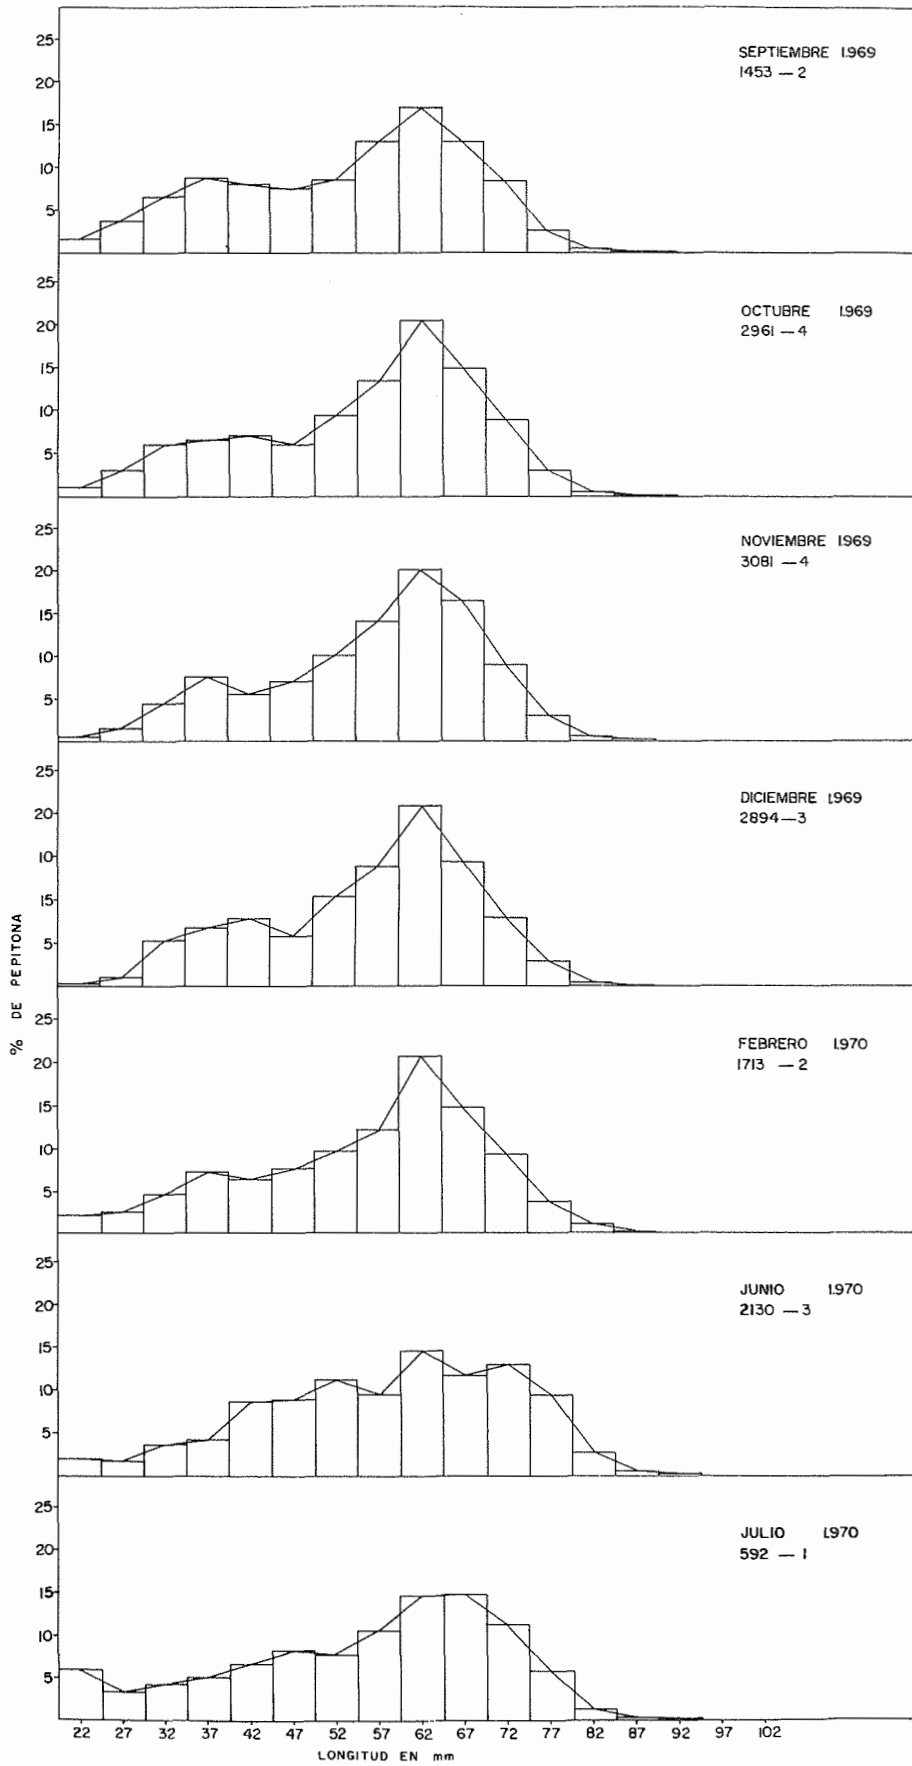 25
20
15
10
5
SEPTIEMBRE 1.969
1453 — 2
25
20
15
10
5
OCTUBRE 1.969
2961 — 4
25
20
15
10
5
NOVIEMBRE 1969
3081 — 4
25
20
10
15
5
DICIEMBRE 1.969
2894 — 3
% DE PEPITONA
25
20
15
10
5
FEBRERO 1.970
1713 — 2
25
20
15
10
5
JUNIO 1.970
2130 — 3
25
20
15
10
5
JULIO 1.970
592 — 1
22 27 32 37 42 47 52 57 62 67 72 77 82 87 92 97 102
LONGITUD EN mm